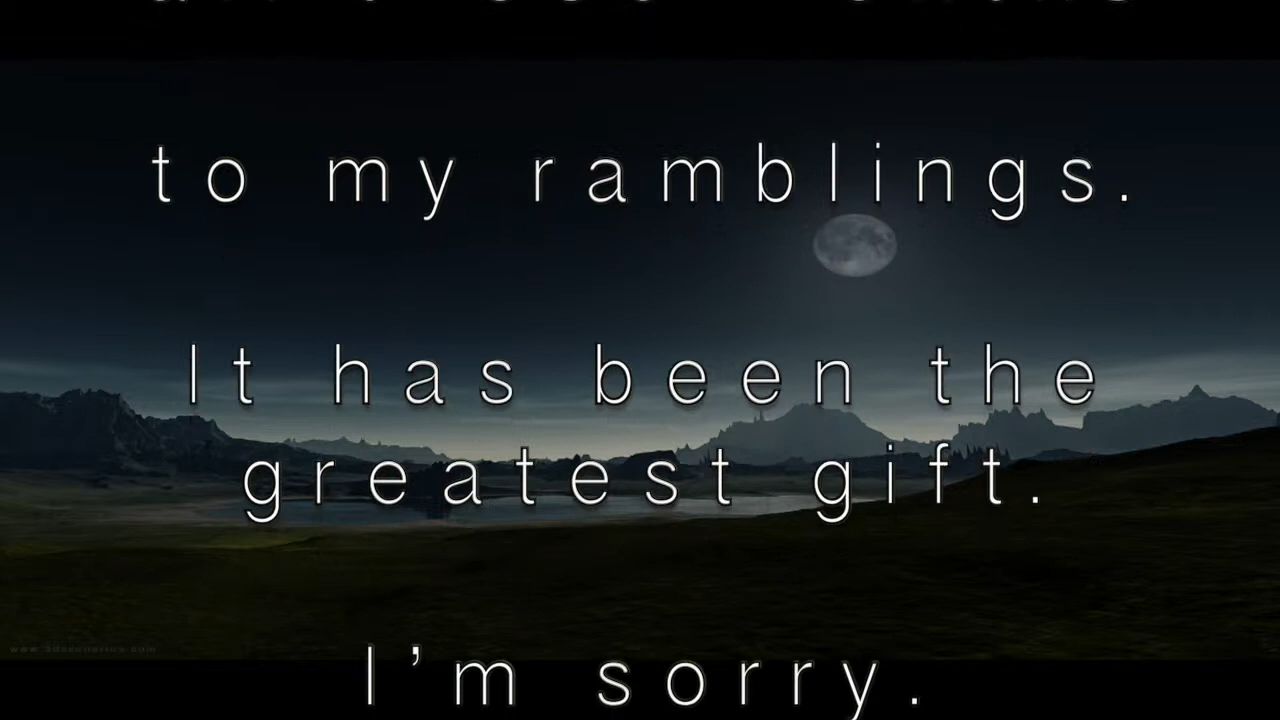 to my ramblings.
It has been the
greatest gift.
I'm sorry.